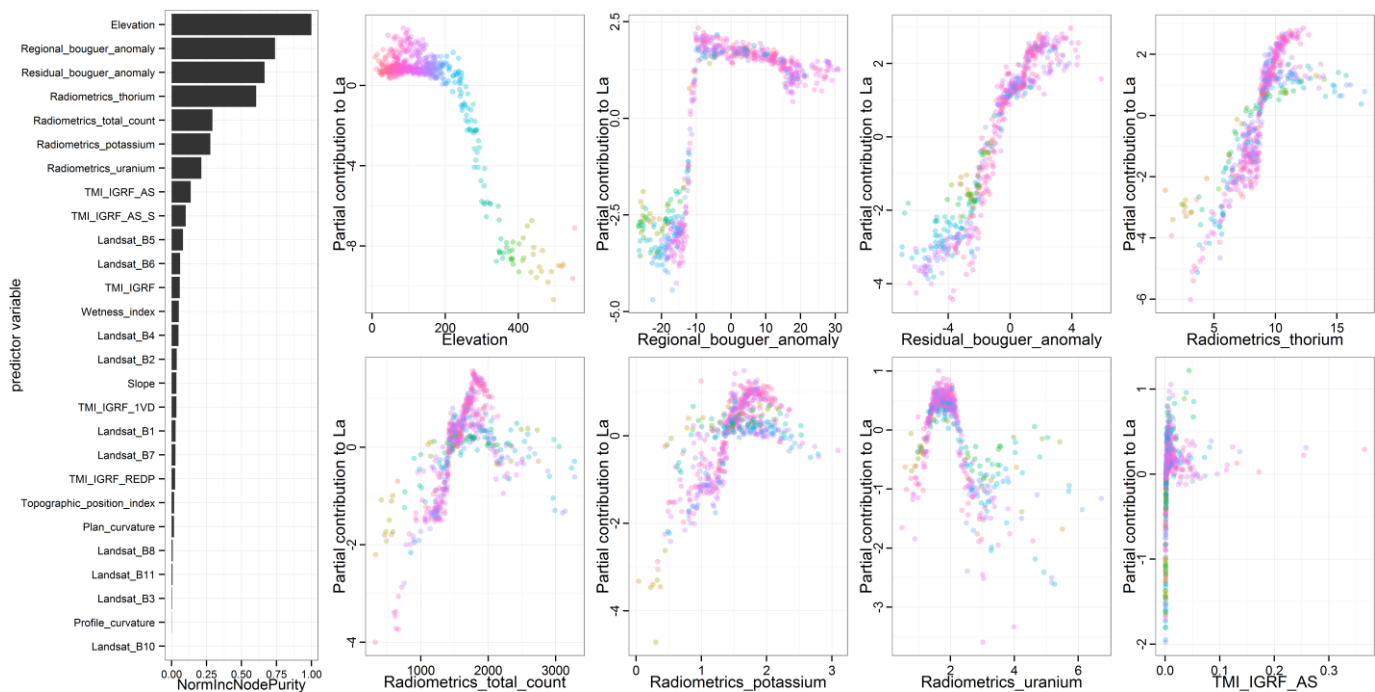 predictor variable
Elevation
Regional_bouguer_anomaly
Residual_bouguer_anomaly
Radiometrics_thorium
Radiometrics_total_count
Radiometrics_potassium
Radiometrics_uranium
TMI_IGRF_AS
TMI_IGRF_AS_S
Landsat_B5
Landsat_B6
TMI_IGRF
Wetness_index
Landsat_B4
Landsat_B2
Slope
TMI_IGRF_1VD
Landsat_B1
Landsat_B7
TMI_IGRF_REDP
Topographic_position_index
Plan_curvature
Landsat_B8
Landsat_B11
Landsat_B3
Profile_curvature
Landsat_B10
0.00 0.25 0.50 0.75 1.00
NormIncNodePurity
Partial contribution to La
0
-4
-8
0 200 400
Elevation
Partial contribution to La
2.5
0.0
-2.5
-5.0
-20 -10 0 10 20 30
Regional_bouguer_anomaly
Partial contribution to La
2
0
-2
-4
-4 0 4
Residual_bouguer_anomaly
Partial contribution to La
2
0
-2
-4
-6
5 10 15
Radiometrics_thorium
Partial contribution to La
0
-2
-4
1000 2000 3000
Radiometrics_total_count
Partial contribution to La
0
-2
-4
0 1 2 3
Radiometrics_potassium
Partial contribution to La
1
0
-1
-2
-3
2 4 6
Radiometrics_uranium
Partial contribution to La
1
0
-1
-2
0.0 0.1 0.2 0.3
TMI_IGRF_AS